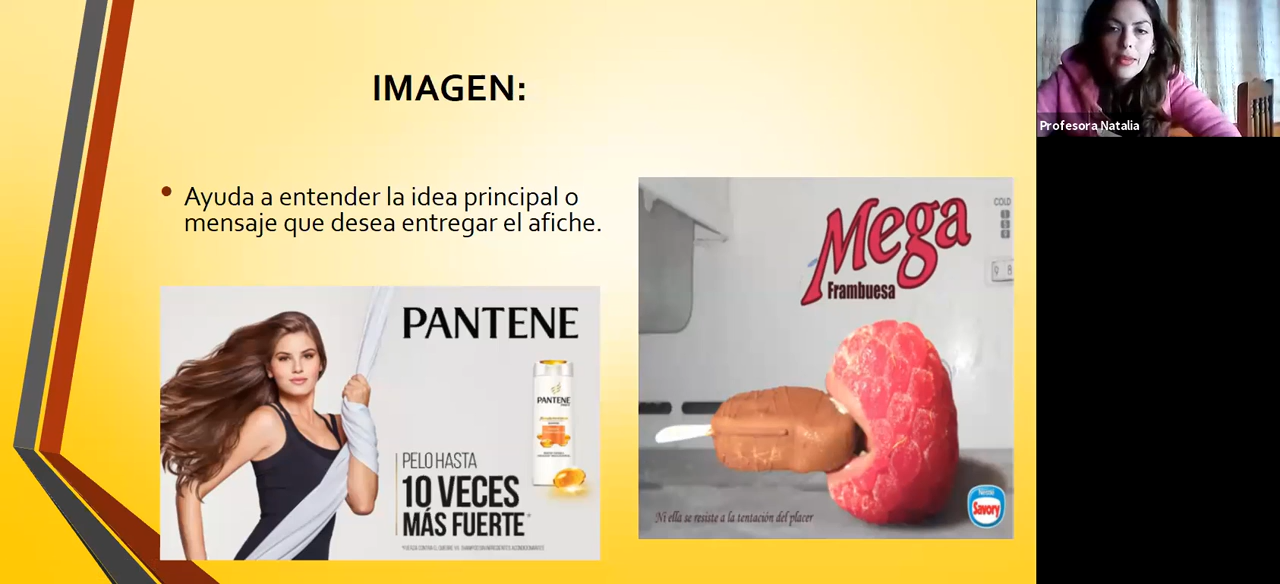 IMAGEN:
Ayuda a entender la idea principal o
mensaje que desea entregar el afiche.
PANTENE
PANTENE
PELO HASTA
10 VECES
MÁS FUERTE*
Mega
Frambuesa
COLD
Ni ella se resiste a la tentación del placer
Nestlé
Savory
Profesora Natalia